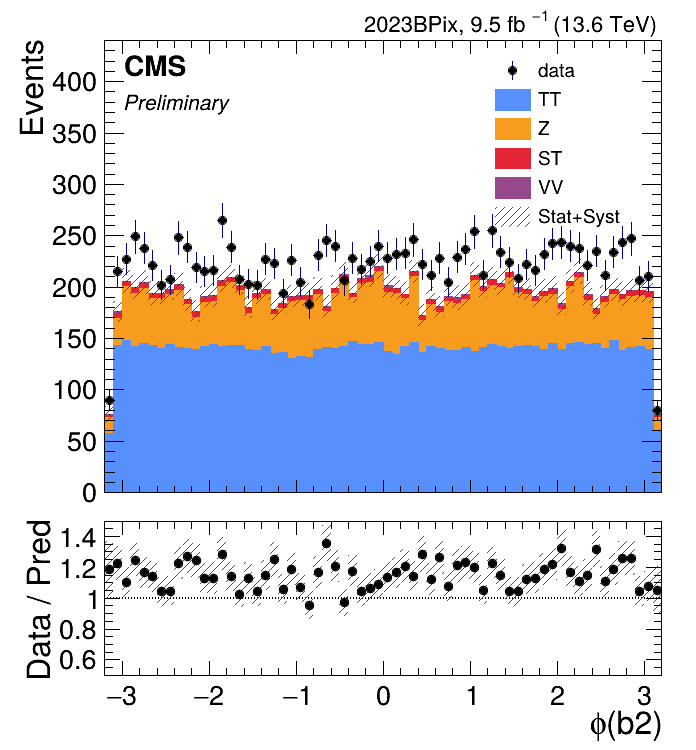 2023BPix, 9.5 fb⁻¹ (13.6 TeV)
CMS
Preliminary
data
TT
Z
ST
VV
Stat+Syst
Events
400
350
300
250
200
150
100
50
0
Data / Pred
1.4
1.2
1
0.8
0.6
−3 −2 −1 0 1 2 3
ϕ(b2)